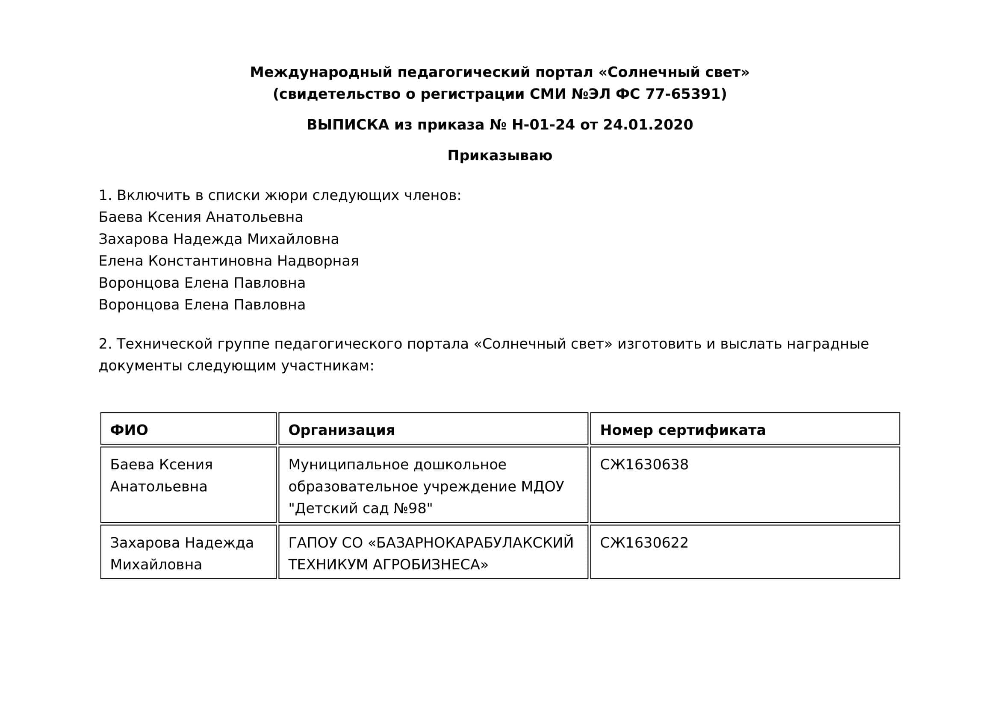 Международный педагогический портал «Солнечный свет»
(свидетельство о регистрации СМИ №ЭЛ ФС 77-65391)
ВЫПИСКА из приказа № Н-01-24 от 24.01.2020
Приказываю
1. Включить в списки жюри следующих членов:
Баева Ксения Анатольевна
Захарова Надежда Михайловна
Елена Константиновна Надворная
Воронцова Елена Павловна
Воронцова Елена Павловна
2. Технической группе педагогического портала «Солнечный свет» изготовить и выслать наградные
документы следующим участникам:
ФИО
Организация
Номер сертификата
Баева Ксения
Анатольевна
Муниципальное дошкольное
образовательное учреждение МДОУ
"Детский сад №98"
СЖ1630638
Захарова Надежда
Михайловна
ГАПОУ СО «БАЗАРНОКАРАБУЛАКСКИЙ
ТЕХНИКУМ АГРОБИЗНЕСА»
СЖ1630622